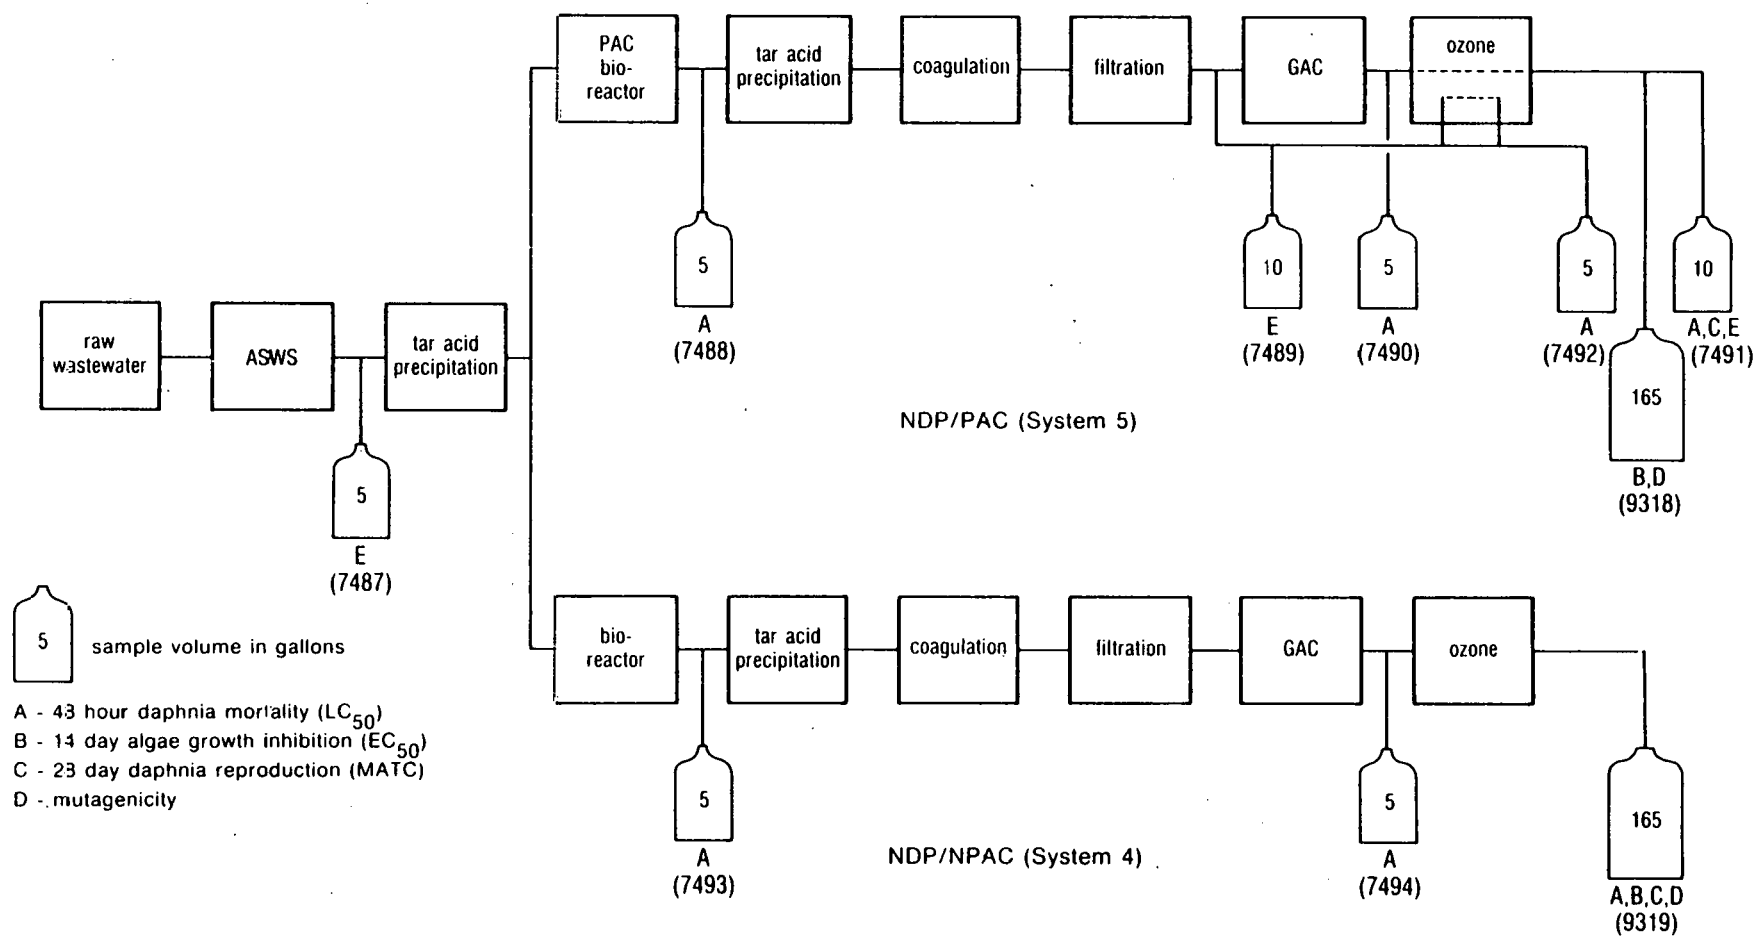 PAC
bio-
reactor
tar acid
precipitation
coagulation
filtration
GAC
ozone
5
A
(7488)
10
E
(7489)
5
A
(7490)
5
A
(7492)
10
A,C,E
(7491)
165
B,D
(9318)
NDP/PAC (System 5)
raw
wastewater
ASWS
tar acid
precipitation
5
E
(7487)
5
sample volume in gallons
A - 48 hour daphnia mortality (LC50)
B - 14 day algae growth inhibition (EC50)
C - 28 day daphnia reproduction (MATC)
D - mutagenicity
bio-
reactor
tar acid
precipitation
coagulation
filtration
GAC
ozone
5
A
(7493)
5
A
(7494)
165
A,B,C,D
(9319)
NDP/NPAC (System 4)